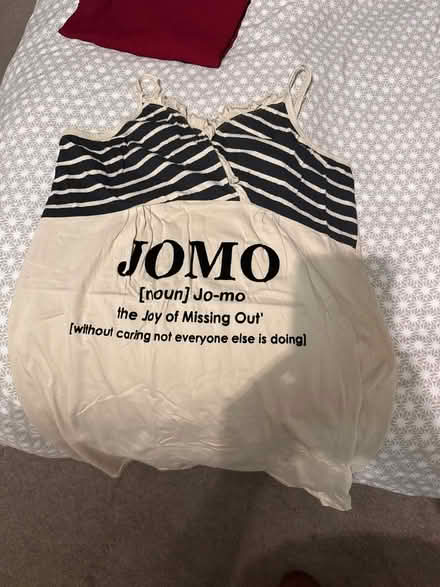 JOMO
[noun] Jo-mo
the Joy of Missing Out'
[without caring not everyone else is doing]